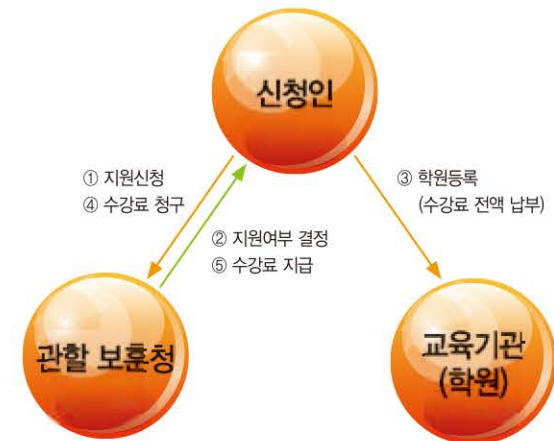 신청인
① 지원신청
④ 수강료 청구
③ 학원등록
(수강료 전액 납부)
② 지원여부 결정
⑤ 수강료 지급
관할 보훈청
교육기관
(학원)